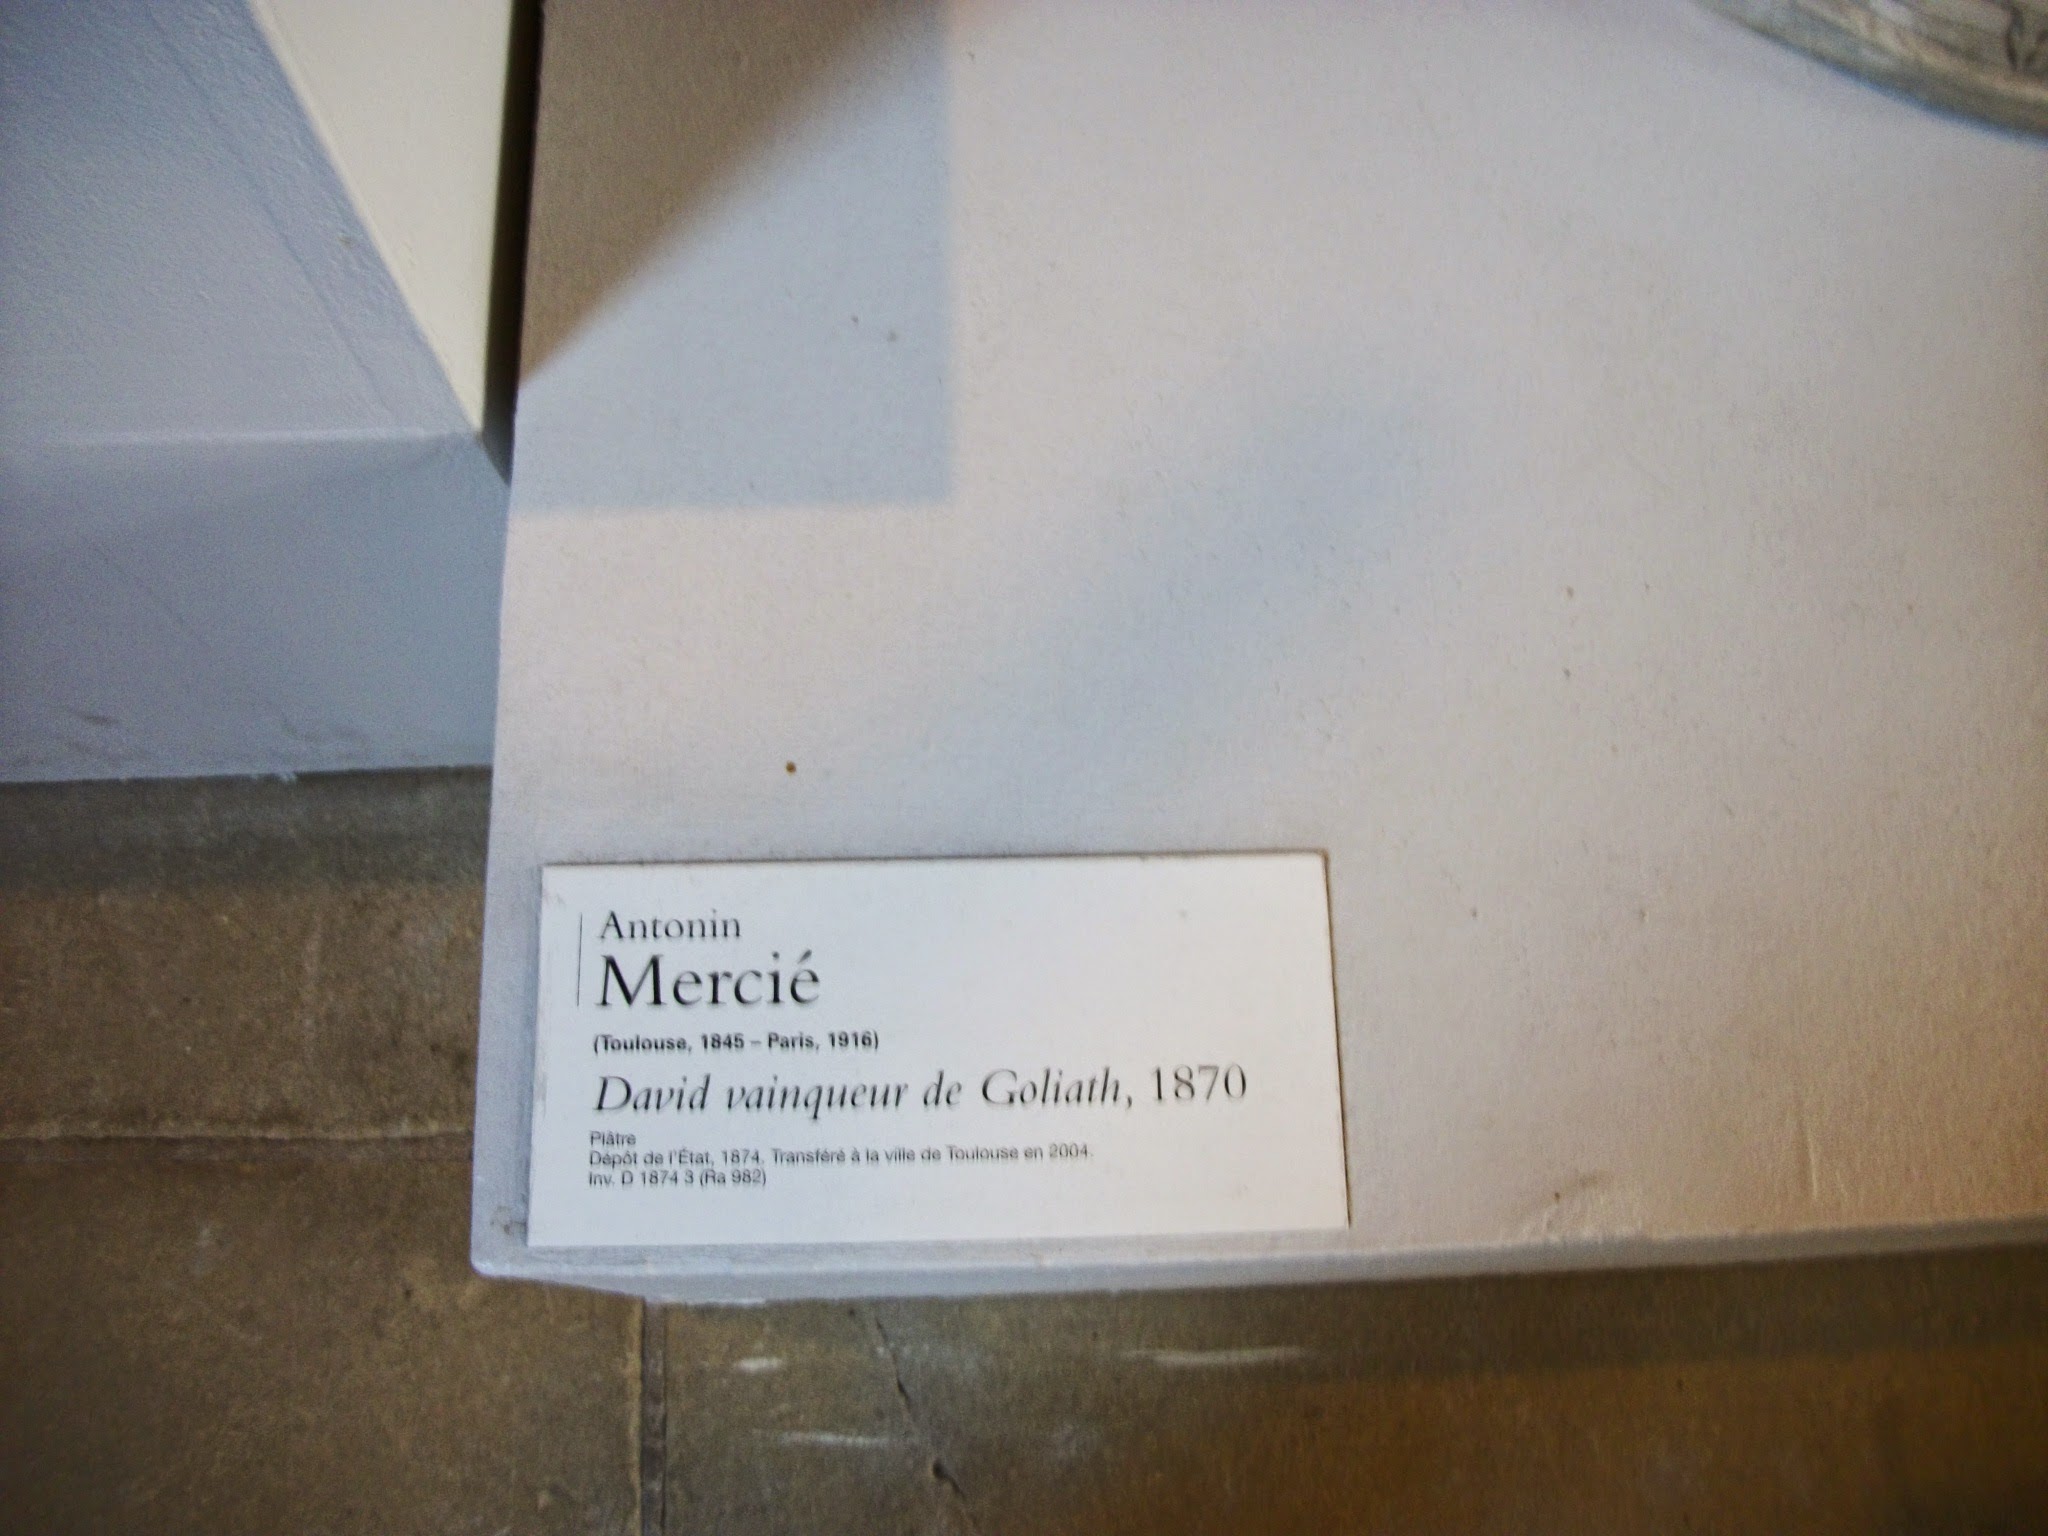 Antonin
Mercié
(Toulouse, 1845 – Paris, 1916)
David vainqueur de Goliath, 1870
Plâtre
Dépôt de l'État, 1874. Transféré à la ville de Toulouse en 2004.
Inv. D 1874 3 (Ra 982)